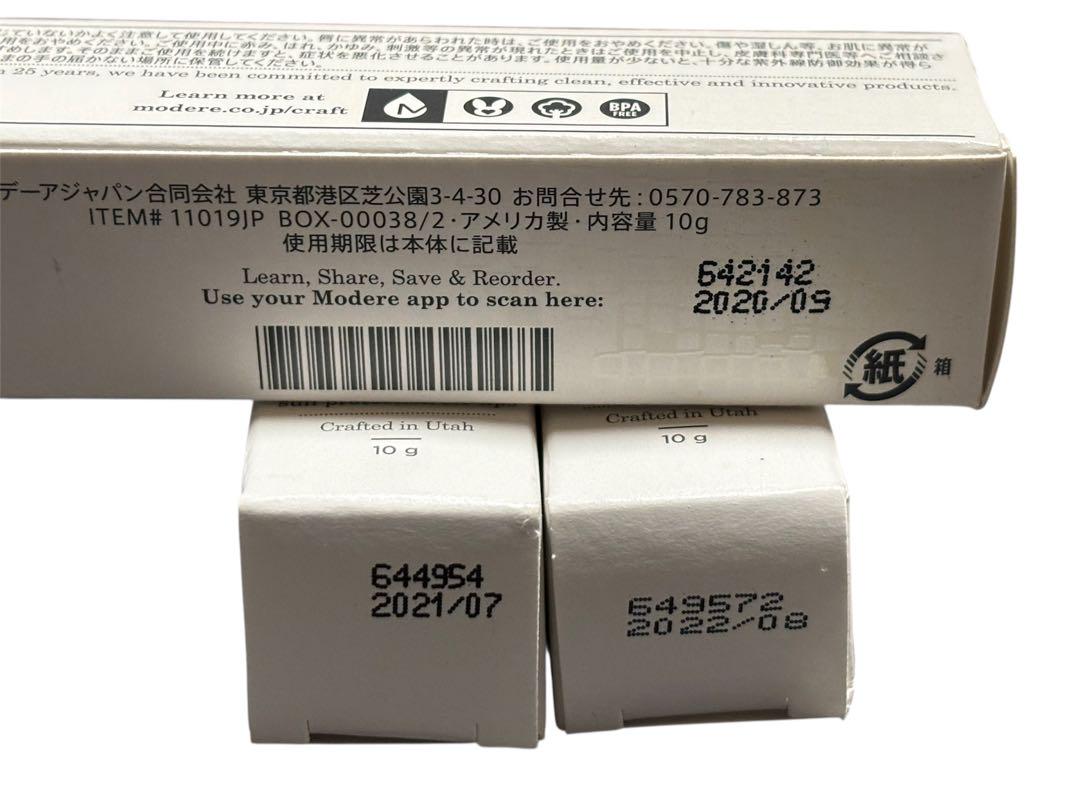 じていないかよく注意して使用してください。唇に異常があらわれた時は、ご使用をおやめください。傷や湿しん等、お肌に異常が
用をおやめください。ご使用中に赤み、はれ、かゆみ、刺激等の異常が現れたときはご使用を中止し、皮膚科専門医等へご相談さ
すめします。そのままご使用を続けますと、症状を悪化させることがあります。使用量が少ないと、十分な紫外線防御効果が得ら
まの手の届かない場所に保管してください。
25 years, we have been committed to expertly crafting clean, effective and innovative products.
Learn more at
modere.co.jp/craft
BPA
FREE
デーアジャパン合同会社 東京都港区芝公園3-4-30 お問合せ先：0570-783-873
ITEM# 11019JP BOX-00038/2・アメリカ製・内容量 10g
使用期限は本体に記載
Learn, Share, Save & Reorder.
Use your Modere app to scan here:
642142
2020/09
紙
箱
Crafted in Utah
10 g
644954
2021/07
Crafted in Utah
10 g
649572
2022/08